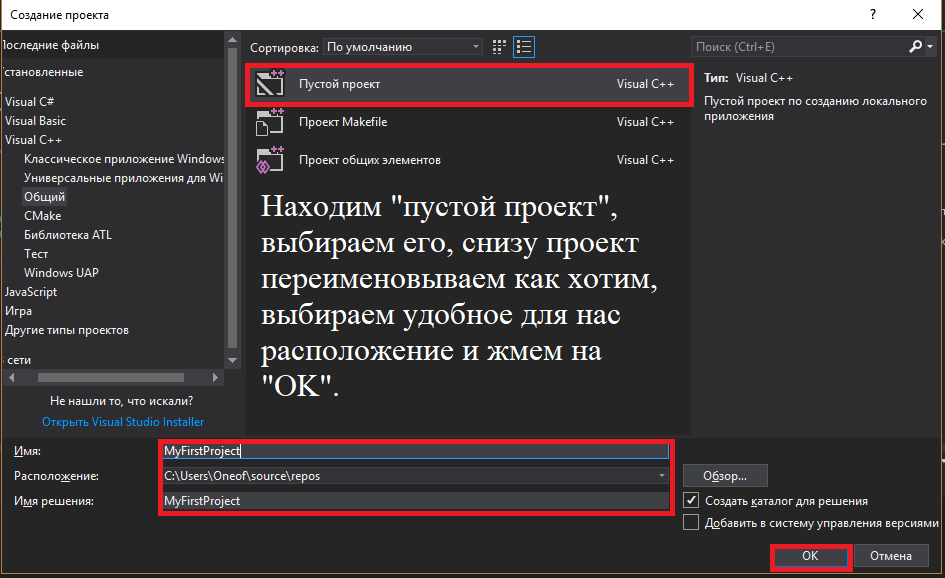 Создание проекта
?
Последние файлы
Сортировка: По умолчанию
Поиск (Ctrl+E)
Установленные
Visual C#
Visual Basic
Visual C++
Классическое приложение Windows
Универсальные приложения для Wi
Общий
CMake
Библиотека ATL
Тест
Windows UAP
JavaScript
Игра
Другие типы проектов
сети
Не нашли то, что искали?
Открыть Visual Studio Installer
Пустой проект Visual C++
Проект Makefile Visual C++
Проект общих элементов Visual C++
Находим "пустой проект",
выбираем его, снизу проект
переименовываем как хотим,
выбираем удобное для нас
расположение и жмем на
"OK".
Тип: Visual C++
Пустой проект по созданию локального
приложения
Имя: MyFirstProject
Расположение: C:\Users\Oneof\source\repos
Обзор...
Имя решения: MyFirstProject
Создать каталог для решения
Добавить в систему управления версиями
OK
Отмена